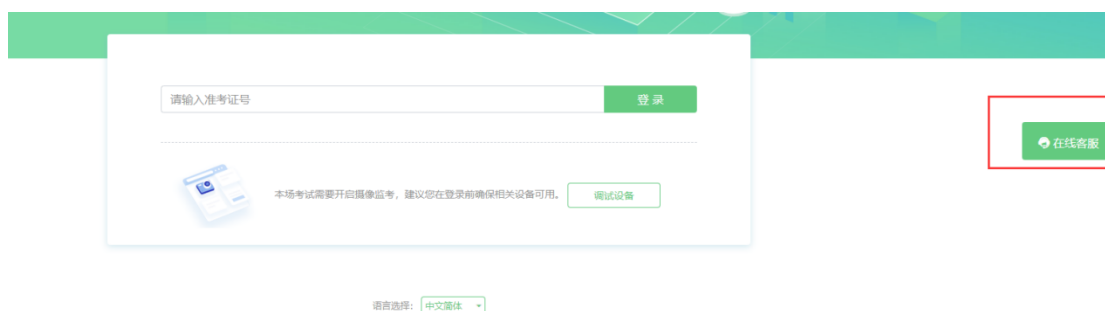 请输入准考证号
登 录
在线客服
本场考试需要开启摄像监考，建议您在登录前确保相关设备可用。
调试设备
语言选择：
中文简体